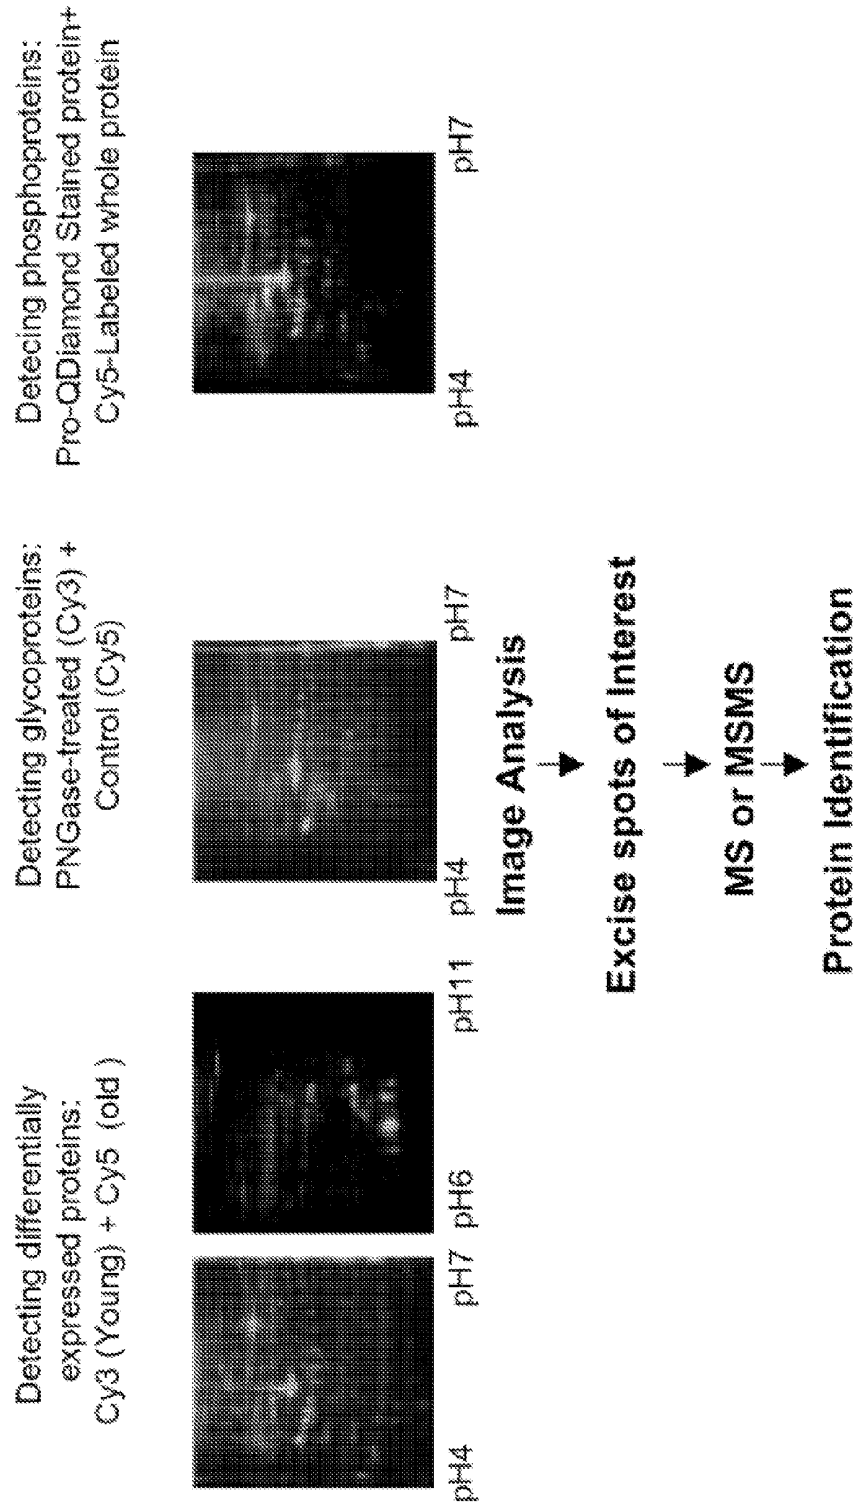 Detecting differentially
expressed proteins:
Cy3 (Young) + Cy5 (old )
pH4
pH7
pH6
pH11
Detecting glycoproteins:
PNGase-treated (Cy3) +
Control (Cy5)
pH4
pH7
Detecing phosphoproteins:
Pro-QDiamond Stained protein+
Cy5-Labeled whole protein
pH4
pH7
Image Analysis
Excise spots of Interest
MS or MSMS
Protein Identification